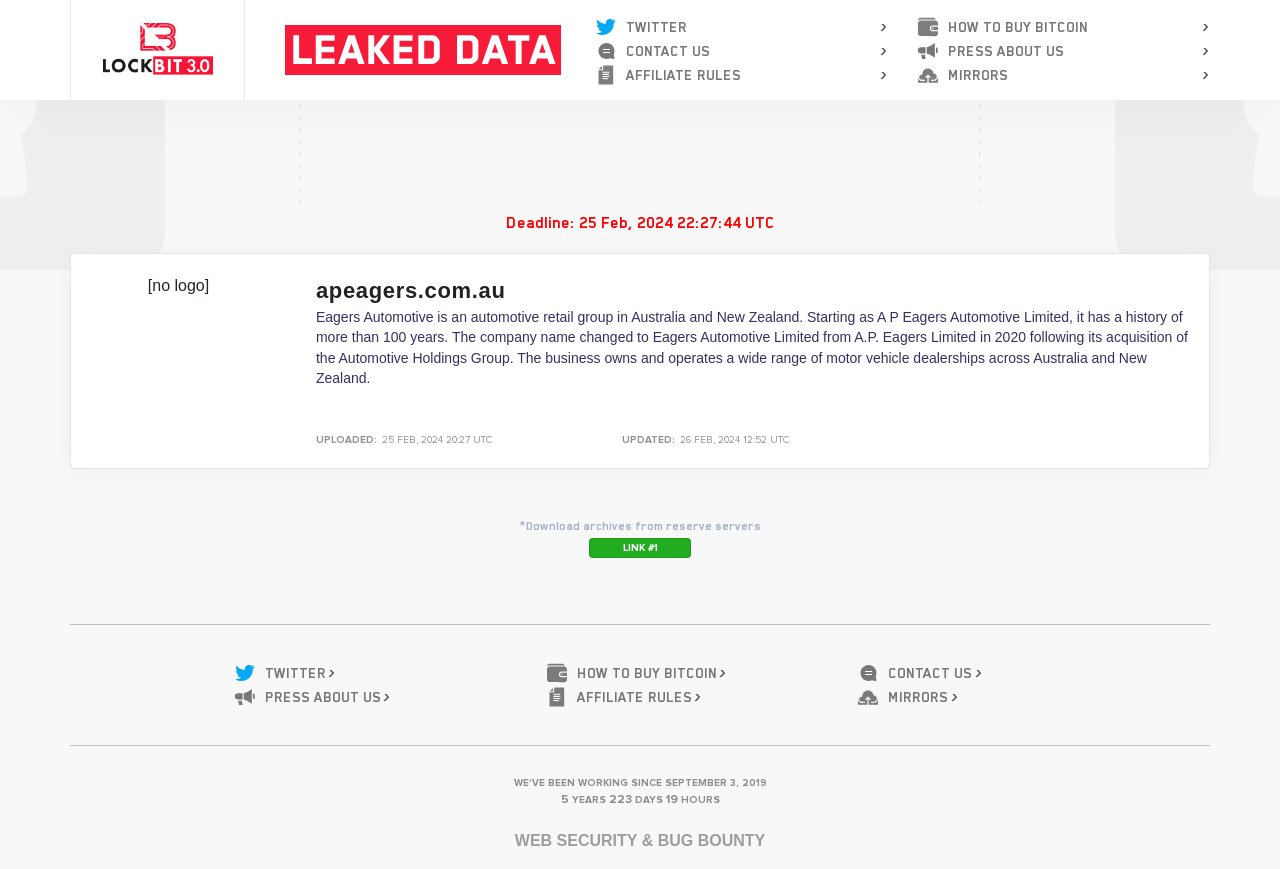 LOCKBIT 3.0
LEAKED DATA
TWITTER >
CONTACT US >
AFFILIATE RULES >
HOW TO BUY BITCOIN >
PRESS ABOUT US >
MIRRORS >
Deadline: 25 Feb, 2024 22:27:44 UTC
[no logo]
apeagers.com.au
Eagers Automotive is an automotive retail group in Australia and New Zealand. Starting as A P Eagers Automotive Limited, it has a history of
more than 100 years. The company name changed to Eagers Automotive Limited from A.P. Eagers Limited in 2020 following its acquisition of
the Automotive Holdings Group. The business owns and operates a wide range of motor vehicle dealerships across Australia and New
Zealand.
UPLOADED: 25 FEB, 2024 20:27 UTC
UPDATED: 26 FEB, 2024 12:52 UTC
*Download archives from reserve servers
LINK #1
TWITTER >
HOW TO BUY BITCOIN >
CONTACT US >
PRESS ABOUT US >
AFFILIATE RULES >
MIRRORS >
WE'VE BEEN WORKING SINCE SEPTEMBER 3, 2019
5 YEARS 223 DAYS 19 HOURS
WEB SECURITY & BUG BOUNTY